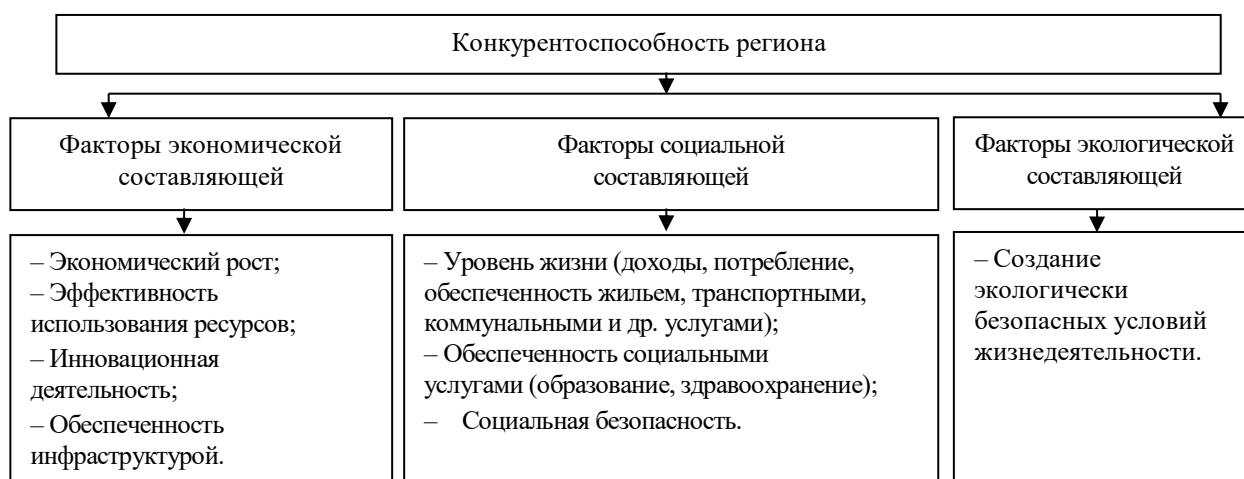 Конкурентоспособность региона
Факторы экономической
составляющей
Факторы социальной
составляющей
Факторы экологической
составляющей
– Экономический рост;
– Эффективность
использования ресурсов;
– Инновационная
деятельность;
– Обеспеченность
инфраструктурой.
– Уровень жизни (доходы, потребление,
обеспеченность жильем, транспортными,
коммунальными и др. услугами);
– Обеспеченность социальными
услугами (образование, здравоохранение);
– Социальная безопасность.
– Создание
экологически
безопасных условий
жизнедеятельности.